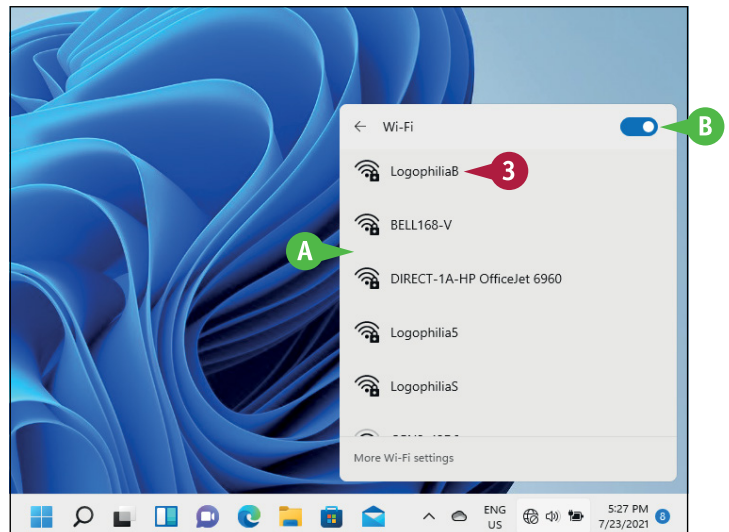 Wi-Fi
B
LogophiliaB
3
BELL168-V
A
DIRECT-1A-HP OfficeJet 6960
Logophilia5
LogophiliaS
More Wi-Fi settings
ENG
US
5:27 PM
7/23/2021
8